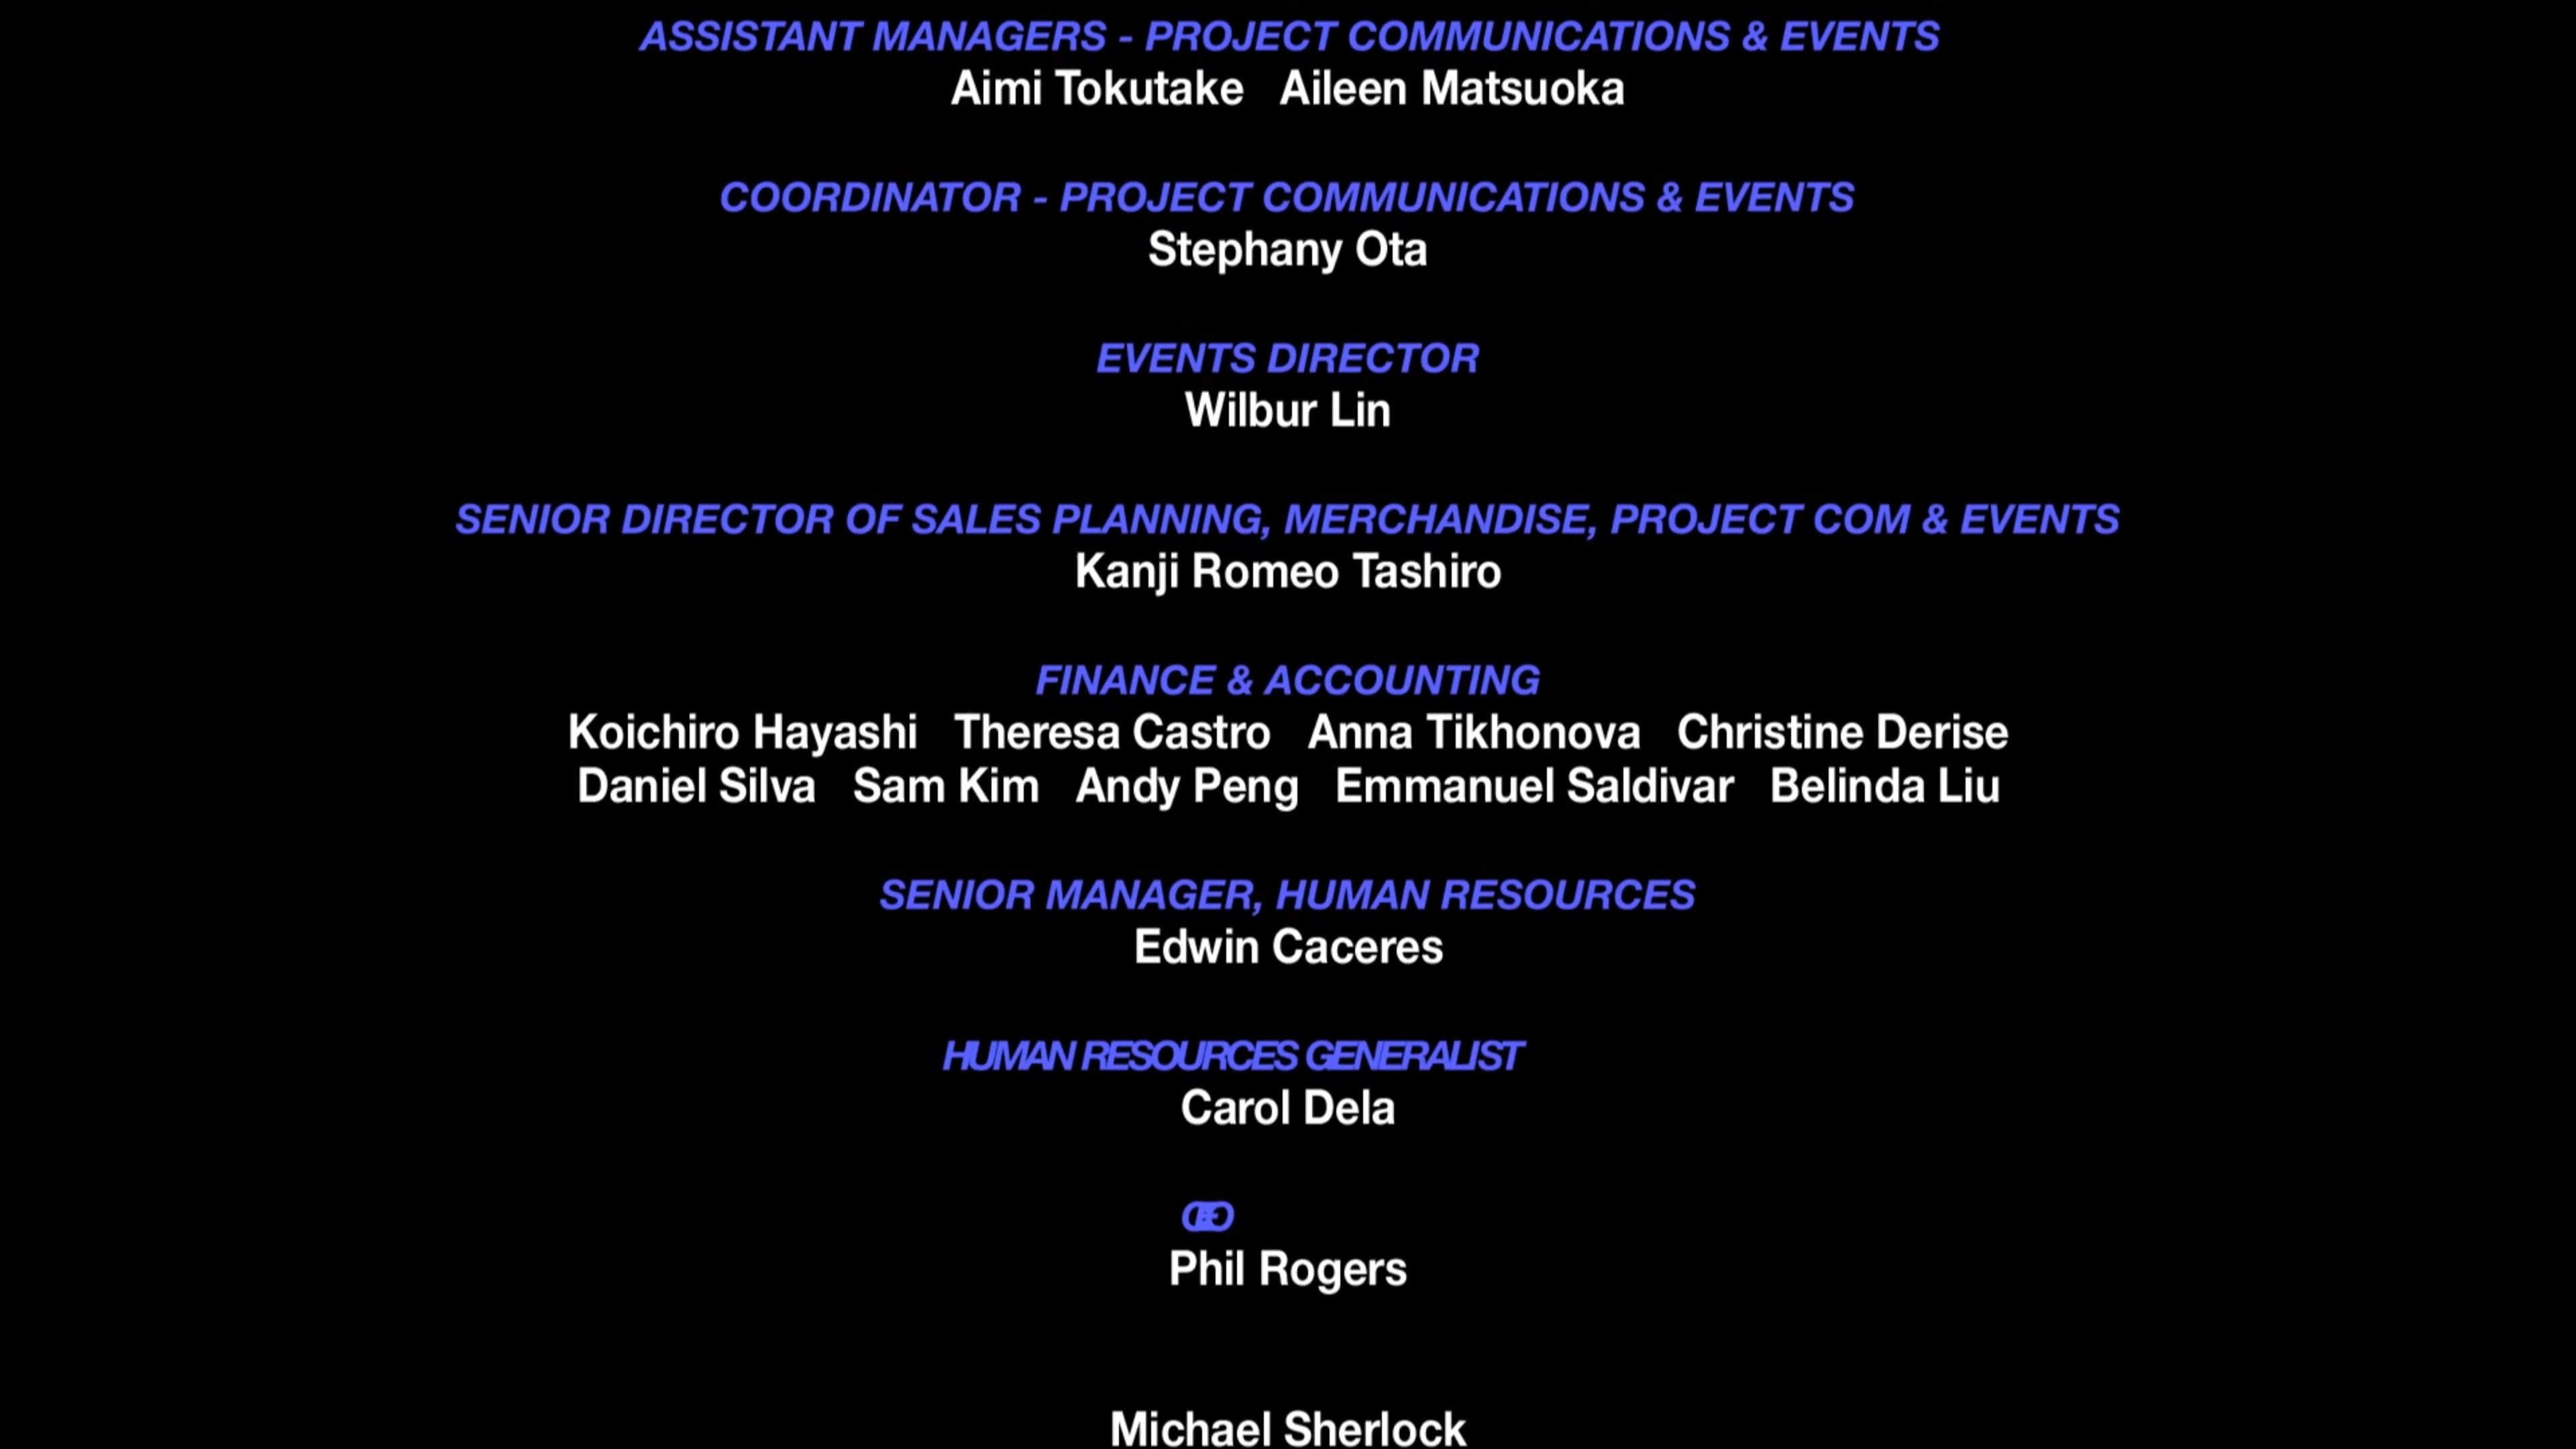 ASSISTANT MANAGERS - PROJECT COMMUNICATIONS & EVENTS
Aimi Tokutake Aileen Matsuoka
COORDINATOR - PROJECT COMMUNICATIONS & EVENTS
Stephany Ota
EVENTS DIRECTOR
Wilbur Lin
SENIOR DIRECTOR OF SALES PLANNING, MERCHANDISE, PROJECT COM & EVENTS
Kanji Romeo Tashiro
FINANCE & ACCOUNTING
Koichiro Hayashi Theresa Castro Anna Tikhonova Christine Derise
Daniel Silva Sam Kim Andy Peng Emmanuel Saldivar Belinda Liu
SENIOR MANAGER, HUMAN RESOURCES
Edwin Caceres
HUMAN RESOURCES GENERALIST
Carol Dela
Phil Rogers
Michael Sherlock